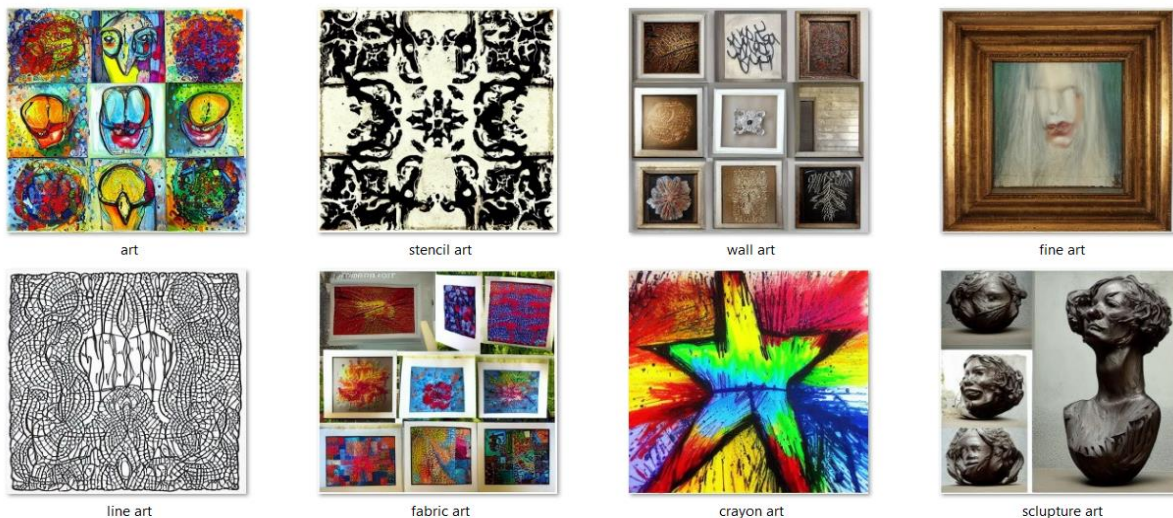 art
stencil art
wall art
fine art
line art
fabric art
crayon art
sclupture art